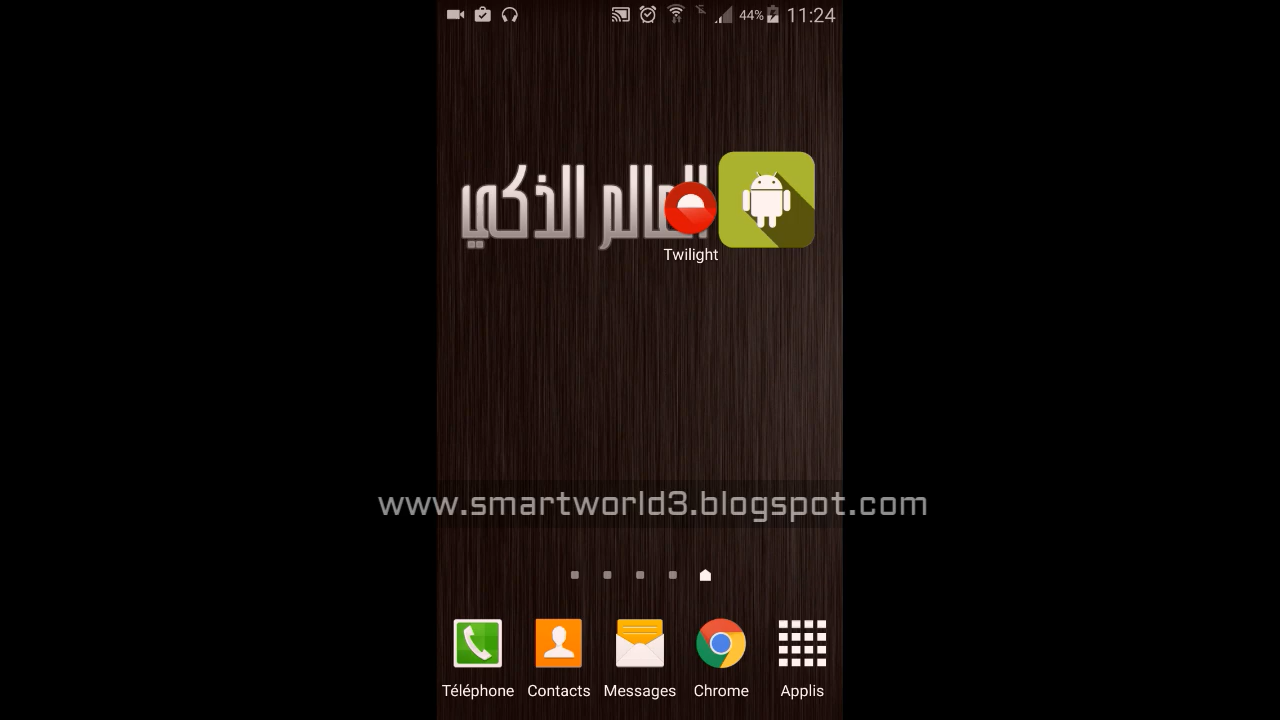 44% 11:24
العالم الذكي
Twilight
www.smartworld3.blogspot.com
Téléphone Contacts Messages Chrome Applis